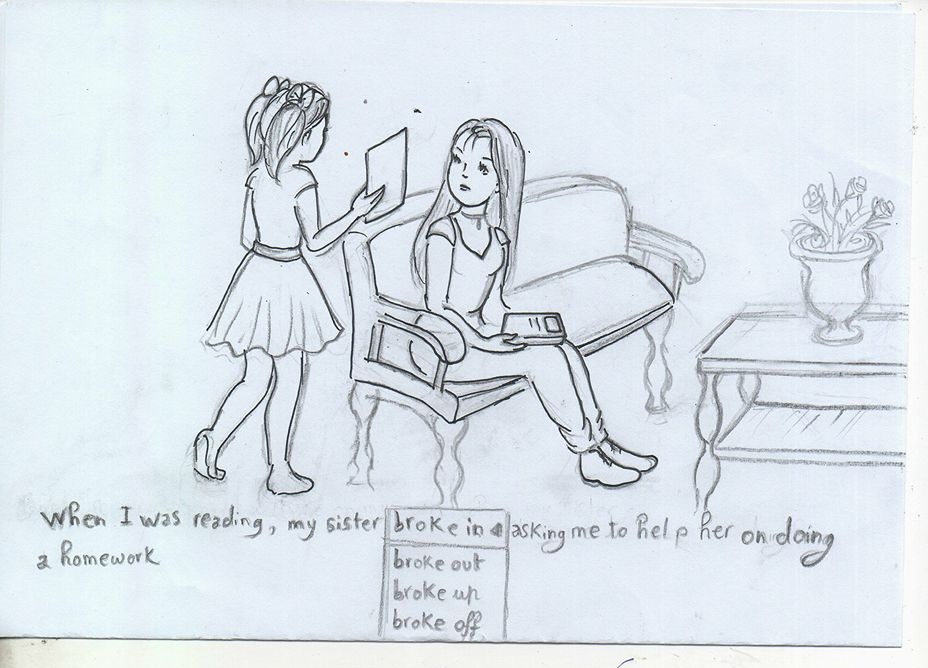 When I was reading, my sister broke in asking me to help her on doing
a homework
broke out
broke up
broke off